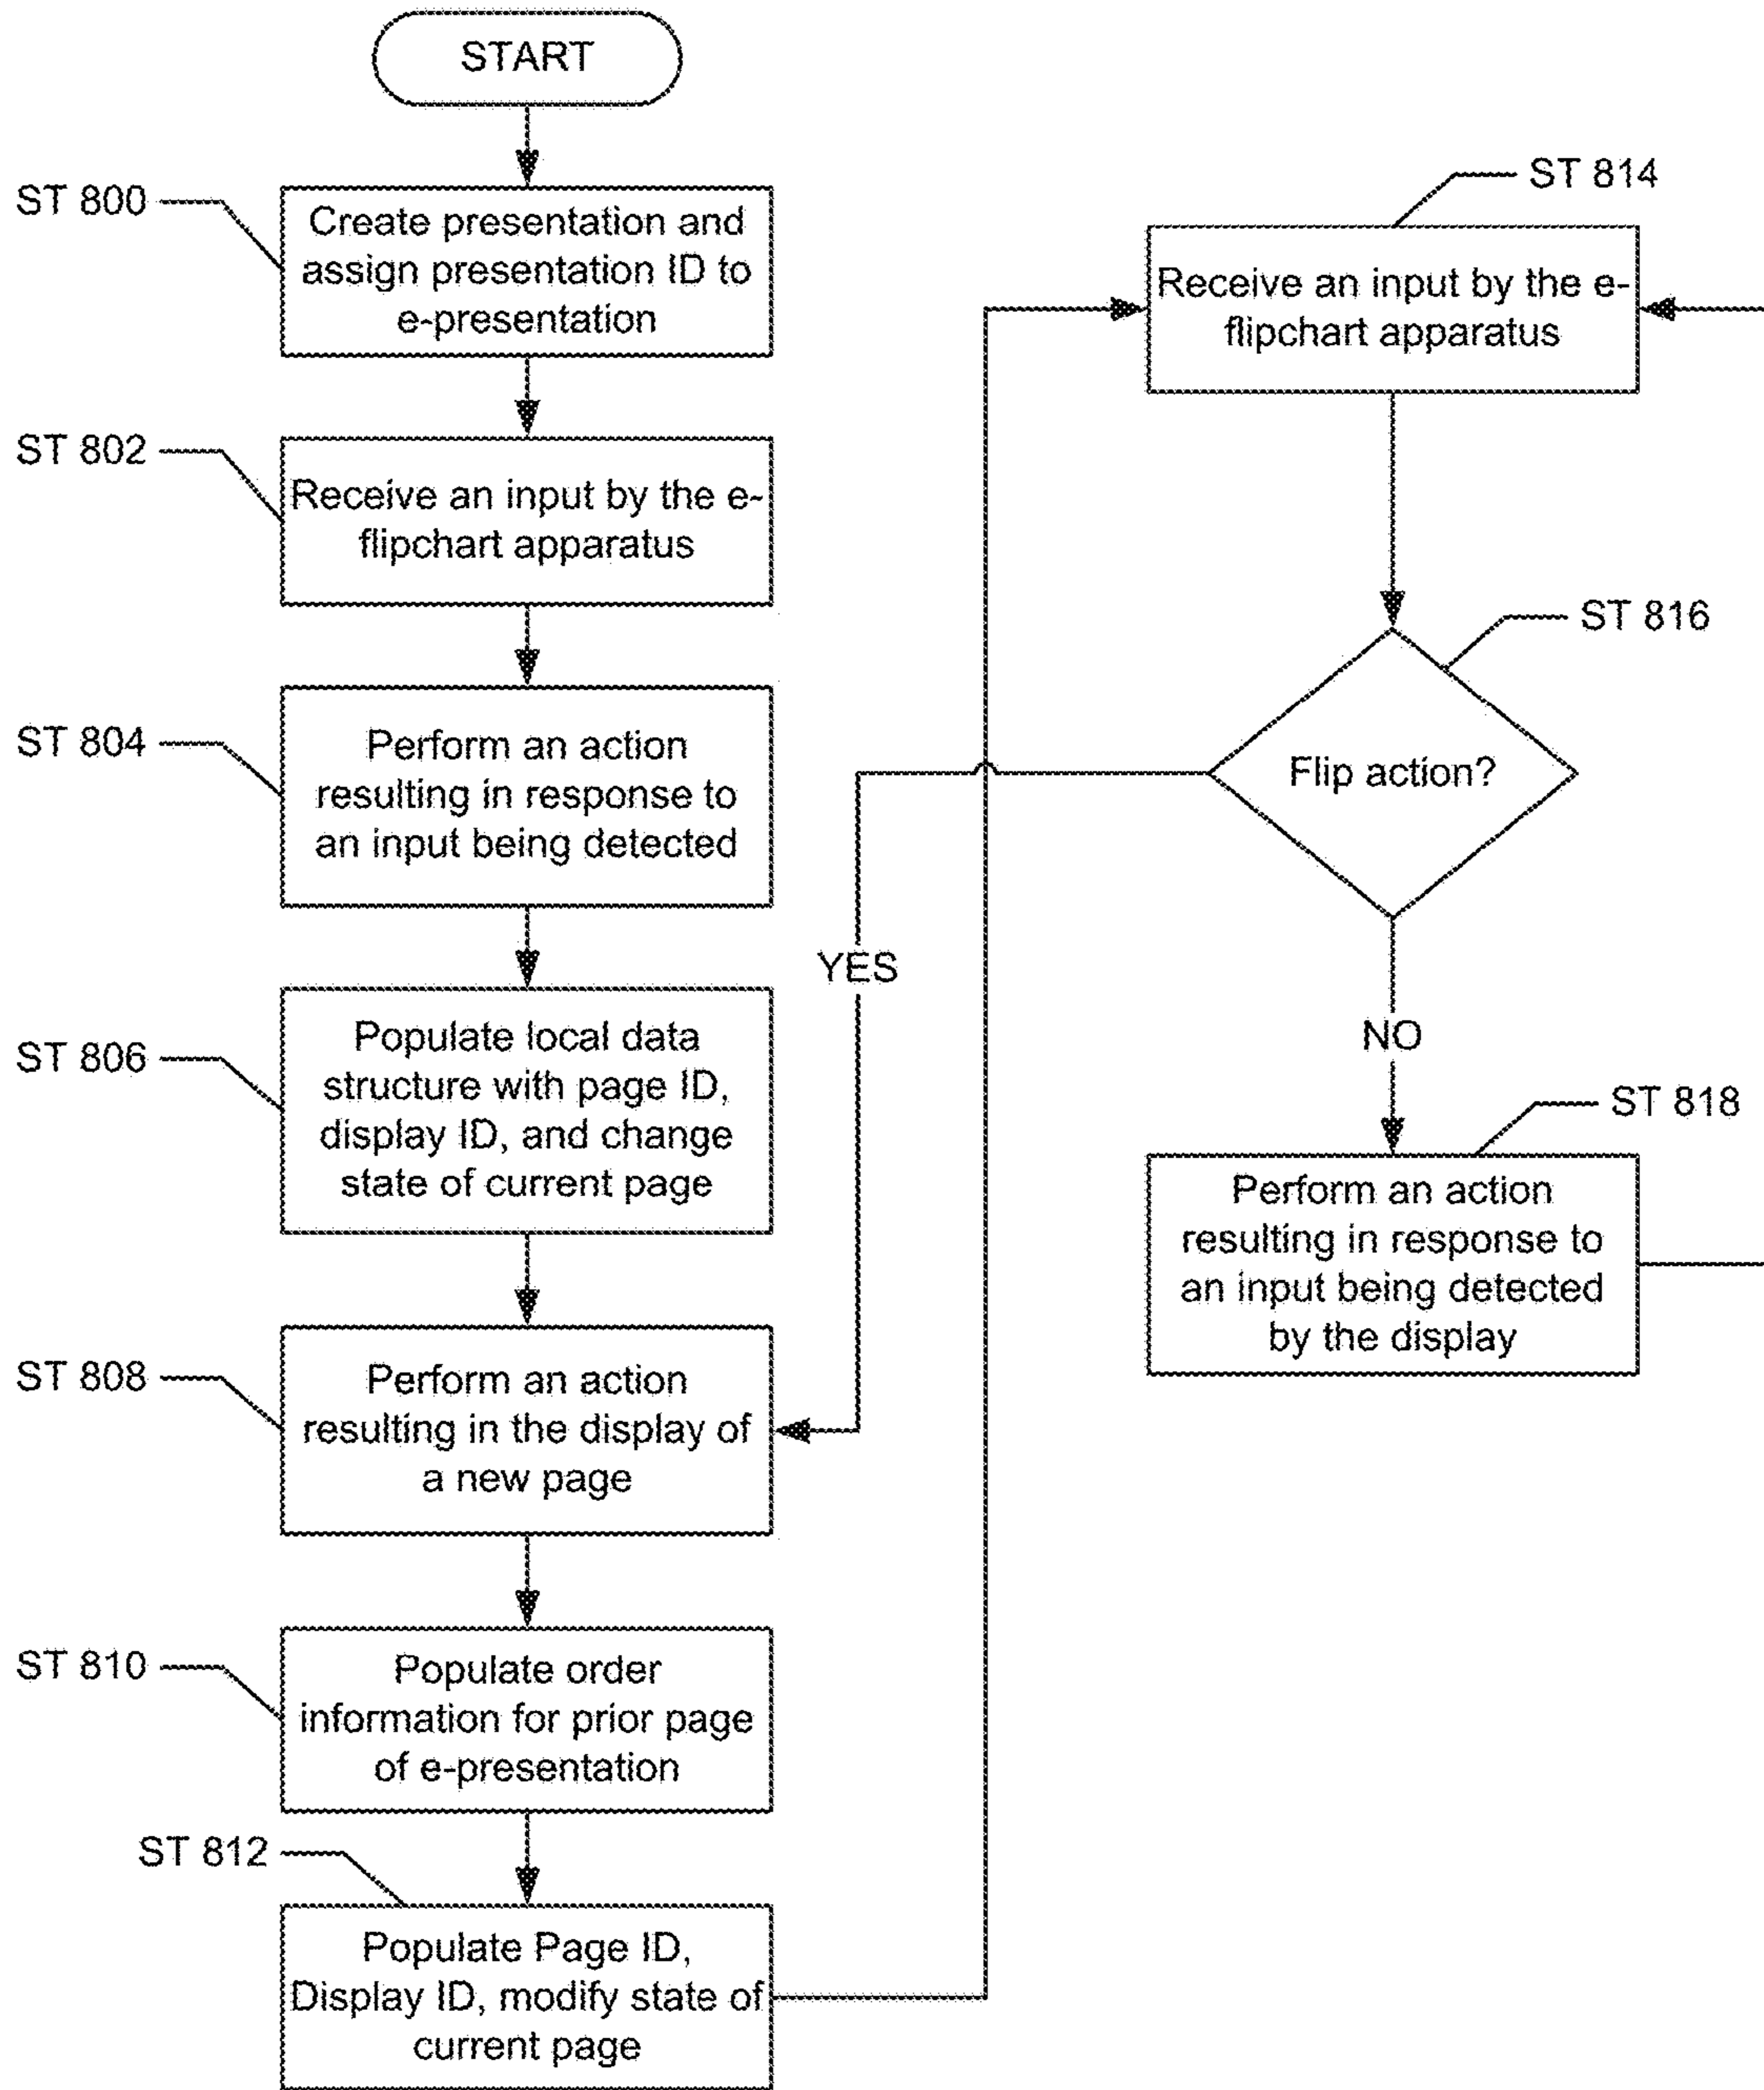 START
ST 800
Create presentation and
assign presentation ID to
e-presentation
ST 802
Receive an input by the e-
flipchart apparatus
ST 804
Perform an action
resulting in response to
an input being detected
ST 806
Populate local data
structure with page ID,
display ID, and change
state of current page
ST 808
Perform an action
resulting in the display of
a new page
ST 810
Populate order
information for prior page
of e-presentation
ST 812
Populate Page ID,
Display ID, modify state of
current page
ST 814
Receive an input by the e-
flipchart apparatus
ST 816
Flip action?
YES
NO
ST 818
Perform an action
resulting in response to
an input being detected
by the display